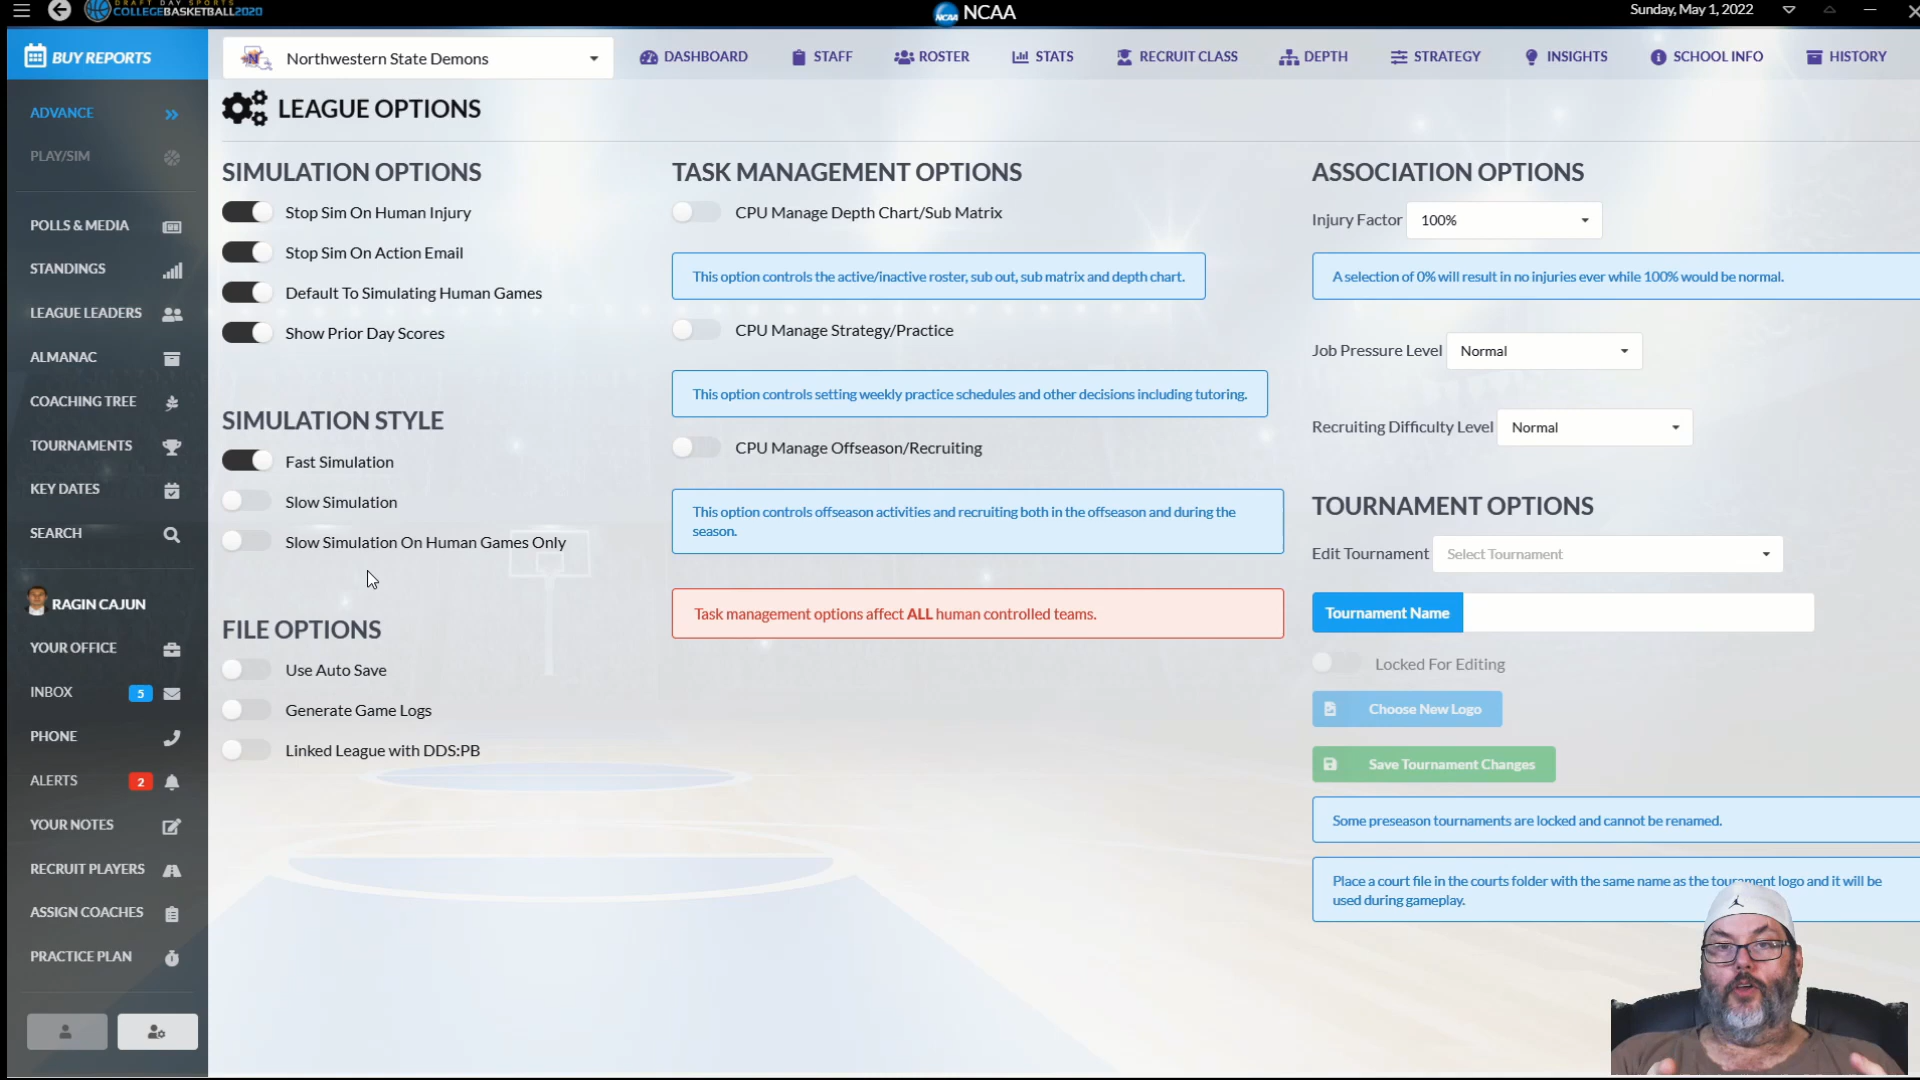 DRAFT DAY SPORTS
COLLEGEBASKETBALL2020
NCAA NCAA
Sunday, May 1, 2022
BUY REPORTS
Northwestern State Demons
DASHBOARD
STAFF
ROSTER
STATS
RECRUIT CLASS
DEPTH
STRATEGY
INSIGHTS
SCHOOL INFO
HISTORY
ADVANCE
PLAY/SIM
POLLS & MEDIA
STANDINGS
LEAGUE LEADERS
ALMANAC
COACHING TREE
TOURNAMENTS
KEY DATES
SEARCH
RAGIN CAJUN
YOUR OFFICE
INBOX 5
PHONE
ALERTS 2
YOUR NOTES
RECRUIT PLAYERS
ASSIGN COACHES
PRACTICE PLAN
LEAGUE OPTIONS
SIMULATION OPTIONS
Stop Sim On Human Injury
Stop Sim On Action Email
Default To Simulating Human Games
Show Prior Day Scores
SIMULATION STYLE
Fast Simulation
Slow Simulation
Slow Simulation On Human Games Only
FILE OPTIONS
Use Auto Save
Generate Game Logs
Linked League with DDS:PB
TASK MANAGEMENT OPTIONS
CPU Manage Depth Chart/Sub Matrix
This option controls the active/inactive roster, sub out, sub matrix and depth chart.
CPU Manage Strategy/Practice
This option controls setting weekly practice schedules and other decisions including tutoring.
CPU Manage Offseason/Recruiting
This option controls offseason activities and recruiting both in the offseason and during the
season.
Task management options affect ALL human controlled teams.
ASSOCIATION OPTIONS
Injury Factor 100%
A selection of 0% will result in no injuries ever while 100% would be normal.
Job Pressure Level Normal
Recruiting Difficulty Level Normal
TOURNAMENT OPTIONS
Edit Tournament Select Tournament
Tournament Name
Locked For Editing
Choose New Logo
Save Tournament Changes
Some preseason tournaments are locked and cannot be renamed.
Place a court file in the courts folder with the same name as the tournament logo and it will be
used during gameplay.